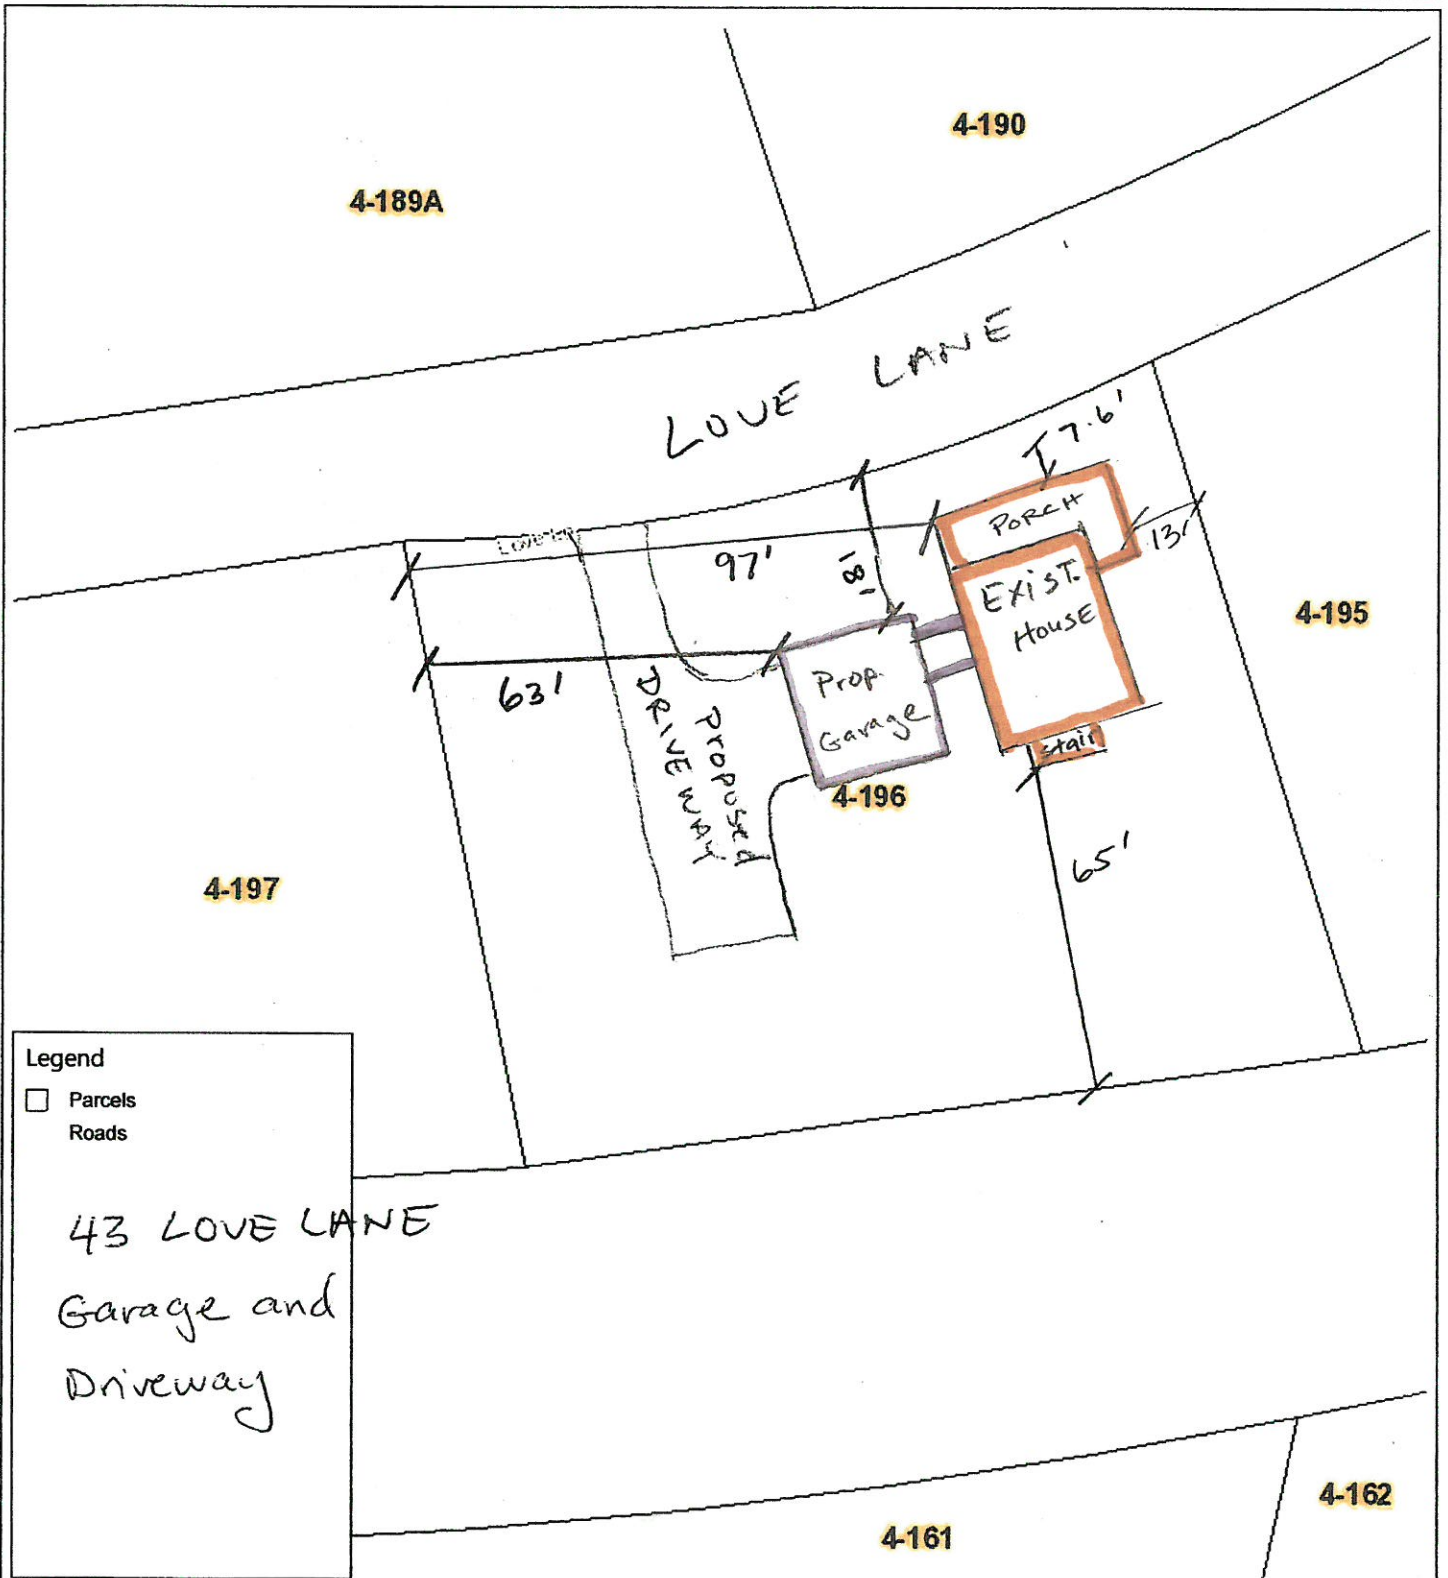 4-190
4-189A
LOVE LANE
7.6'
PORCH
13'
97'
18'
EXIST.
HOUSE
4-195
63'
Prop.
Garage
PROPOSED
DRIVEWAY
stair
4-196
65'
4-197
Legend
Parcels
Roads
43 LOVE LANE
Garage and
Driveway
4-162
4-161